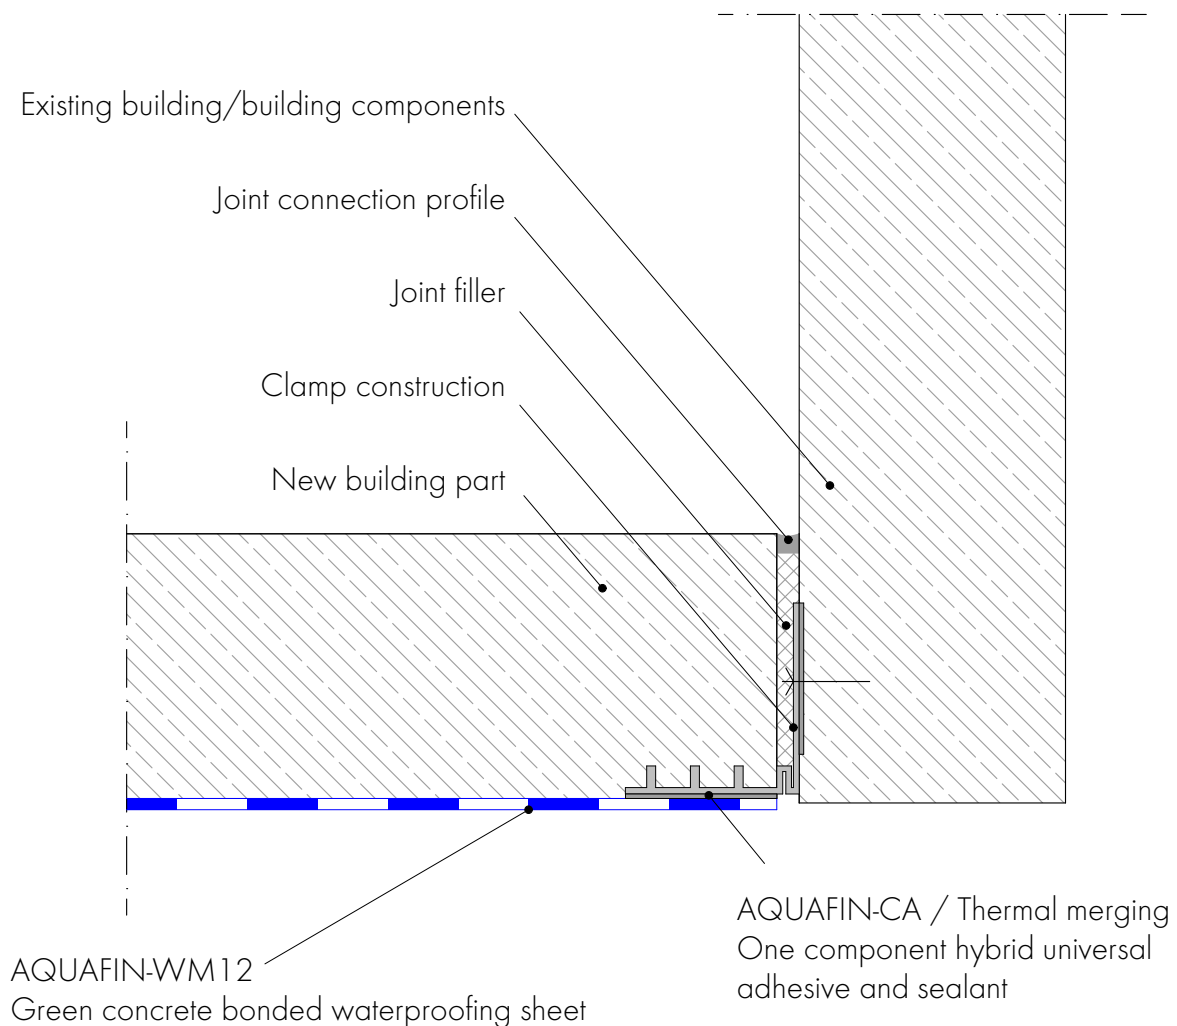 Existing building/building components
Joint connection profile
Joint filler
Clamp construction
New building part
AQUAFIN-CA / Thermal merging
One component hybrid universal
adhesive and sealant
AQUAFIN-WM12
Green concrete bonded waterproofing sheet